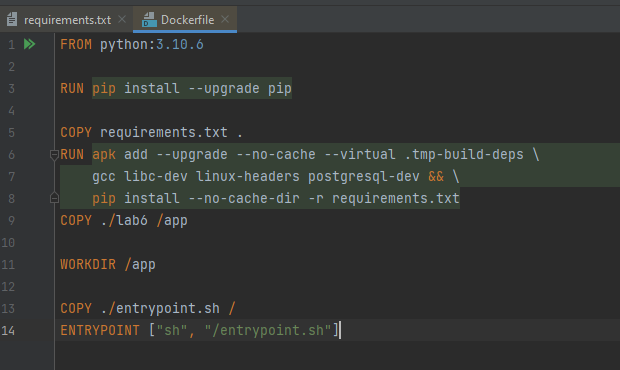 requirements.txt × Dockerfile ×
1 FROM python:3.10.6
2
3 RUN pip install --upgrade pip
4
5 COPY requirements.txt .
6 RUN apk add --upgrade --no-cache --virtual .tmp-build-deps \
7 gcc libc-dev linux-headers postgresql-dev && \
8 pip install --no-cache-dir -r requirements.txt
9 COPY ./lab6 /app
10
11 WORKDIR /app
12
13 COPY ./entrypoint.sh /
14 ENTRYPOINT ["sh", "/entrypoint.sh"]